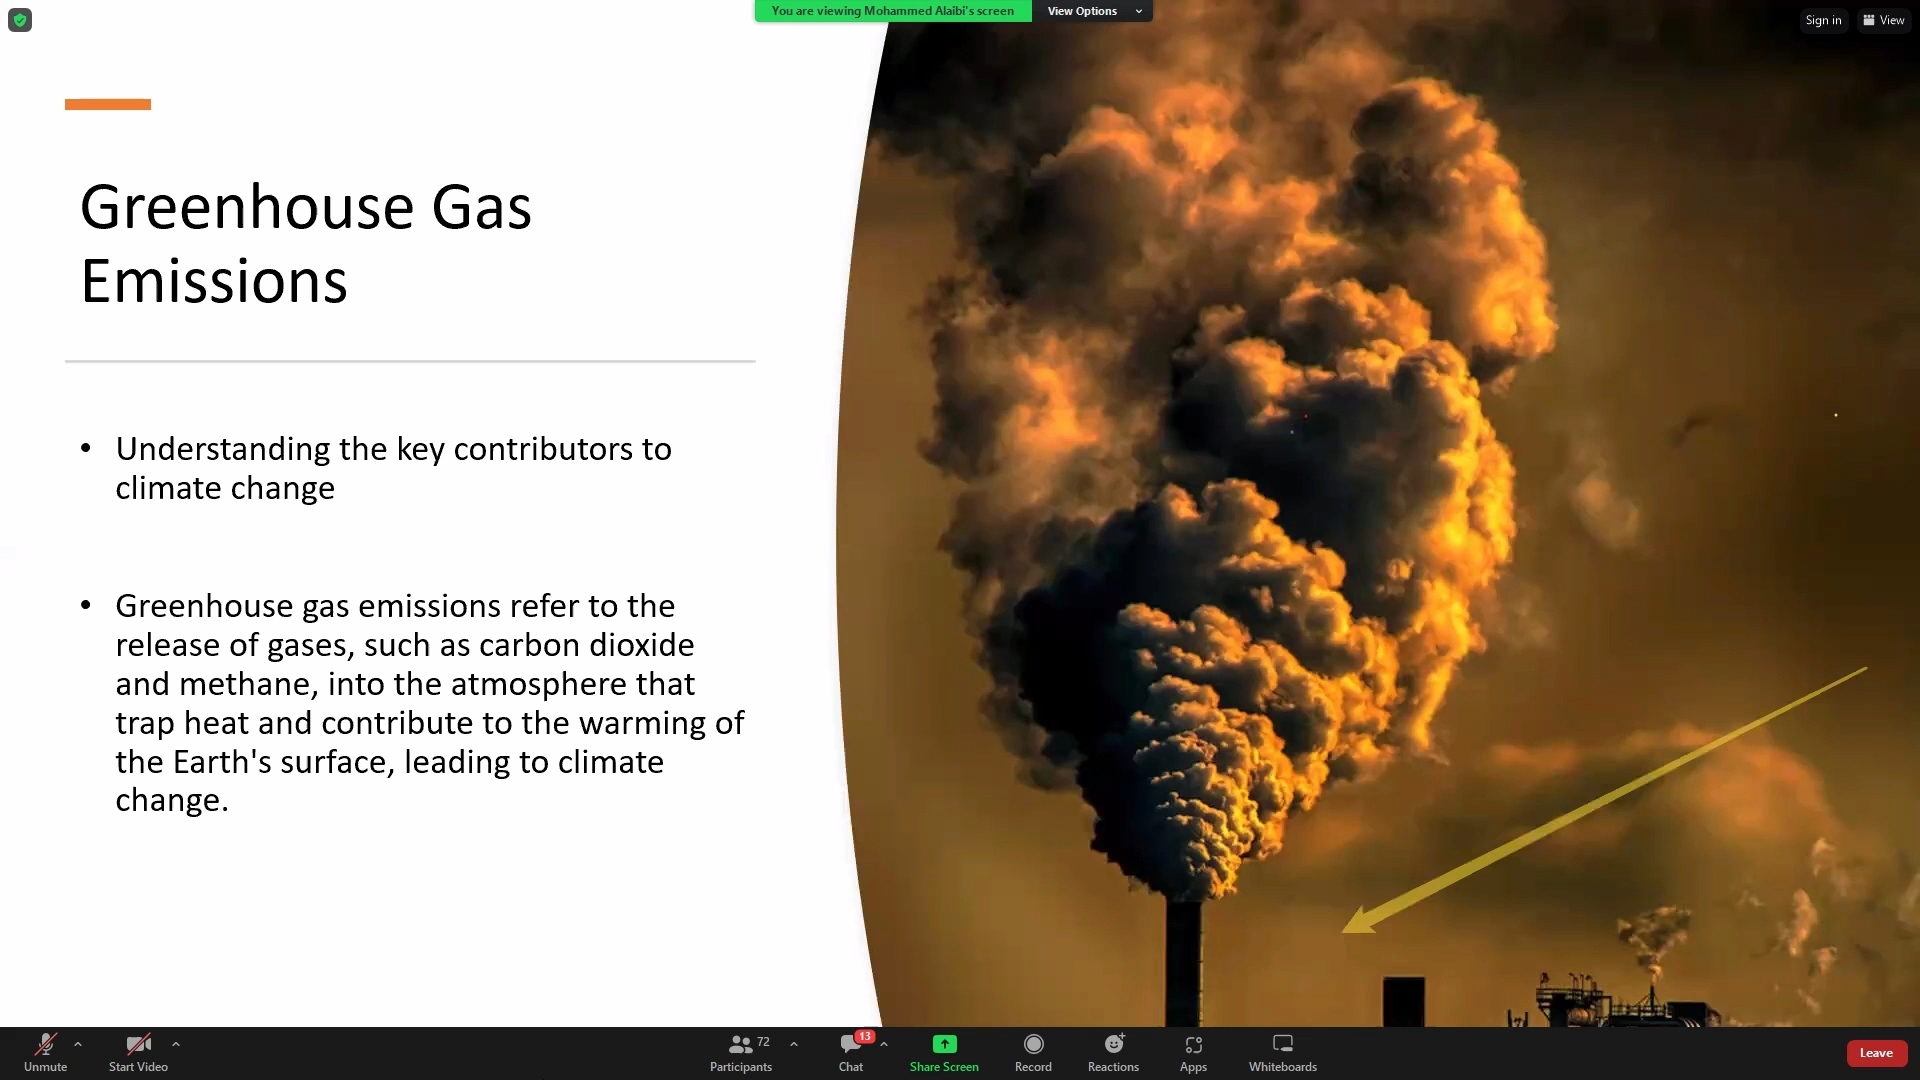 You are viewing Mohammed Alaibi's screen
View Options
Sign in
View
Greenhouse Gas
Emissions
• Understanding the key contributors to
climate change
• Greenhouse gas emissions refer to the
release of gases, such as carbon dioxide
and methane, into the atmosphere that
trap heat and contribute to the warming of
the Earth's surface, leading to climate
change.
Unmute
Start Video
72
Participants
13
Chat
Share Screen
Record
Reactions
Apps
Whiteboards
Leave